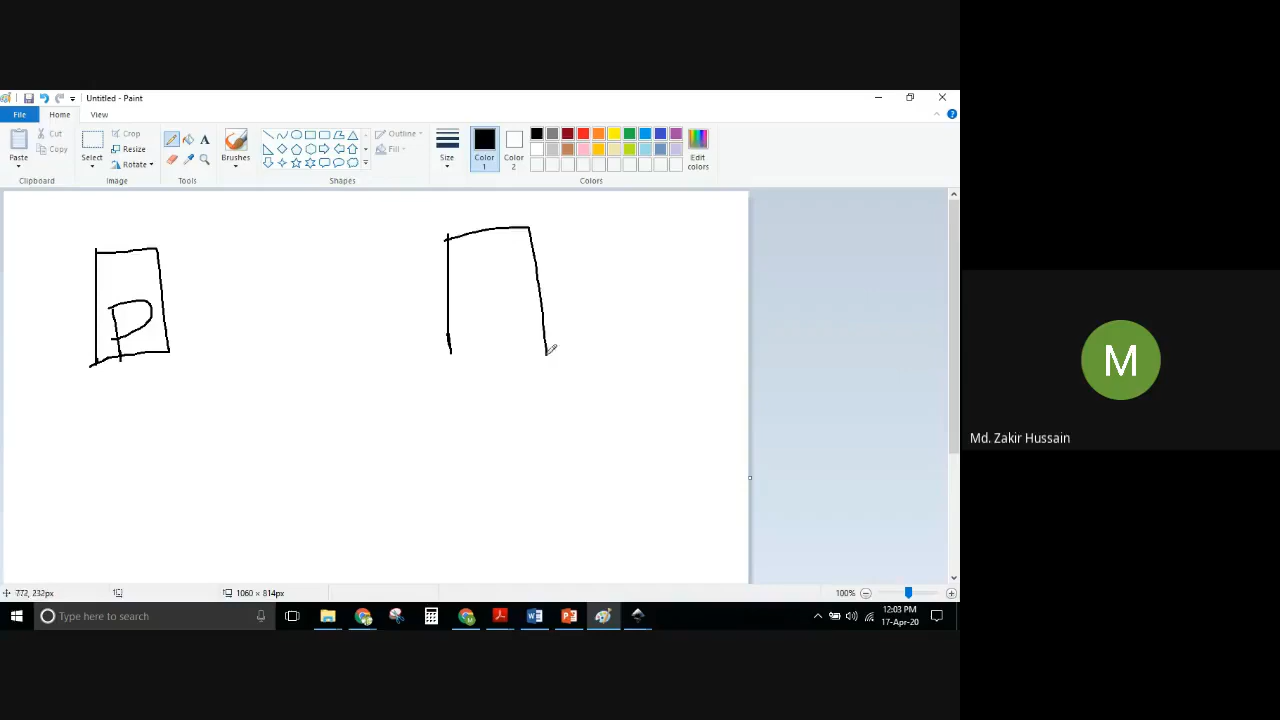 Untitled - Paint
File Home View
Paste
Cut
Copy
Clipboard
Select
Crop
Resize
Rotate
Image
Tools
Brushes
Shapes
Outline
Fill
Size
Color 1
Color 2
Edit colors
Colors
P
M
Md. Zakir Hussain
772, 232px
1060 × 814px
100%
Type here to search
12:03 PM
17-Apr-20